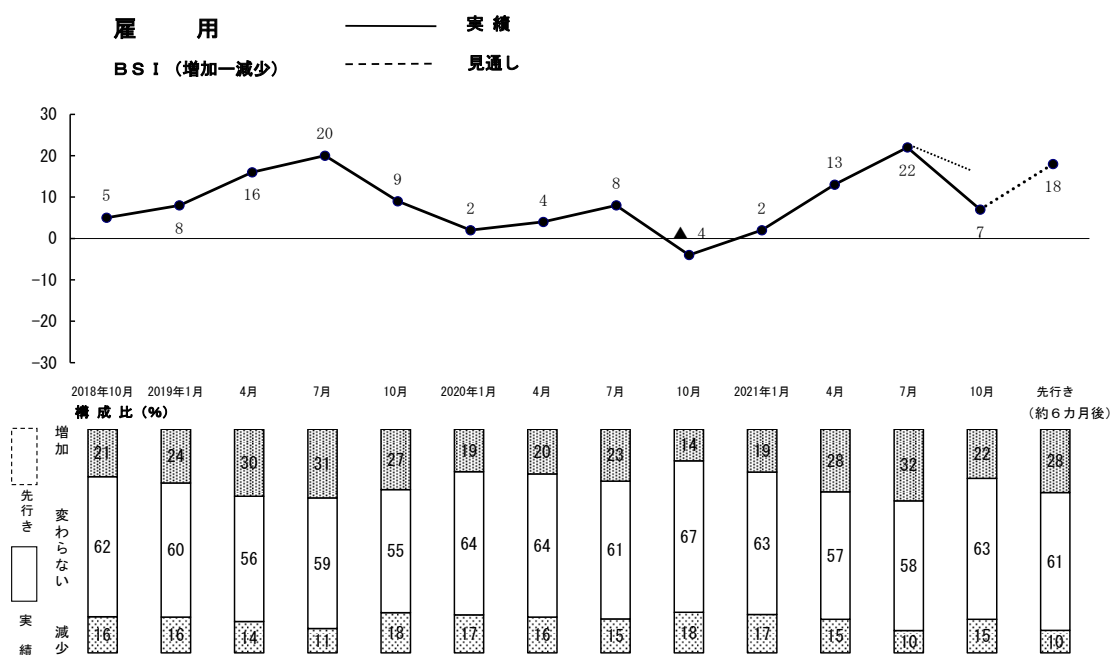 雇　用
実 績
ＢＳＩ（増加―減少）
見通し
30
20
10
0
-10
-20
-30
5 8 16 20 9 2 4 8 ▲ 4 2 13 22 7 18
2018年10月 2019年1月 4月 7月 10月 2020年1月 4月 7月 10月 2021年1月 4月 7月 10月 先行き
構 成 比（%）
（約６カ月後）
増加
21 24 30 31 27 19 20 23 14 19 28 32 22 28
先行き
変わらない
62 60 56 59 55 64 64 61 67 63 57 58 63 61
実績
減少
16 16 14 11 18 17 16 15 18 17 15 10 15 10